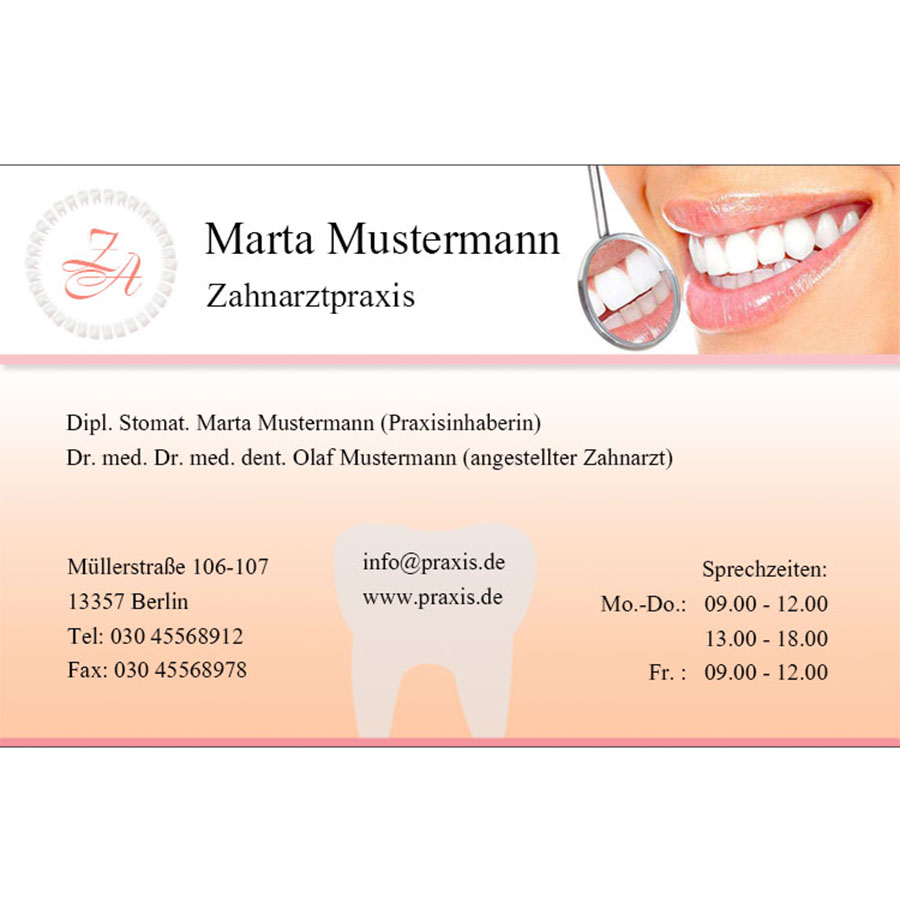 ZA
Marta Mustermann
Zahnarztpraxis
Dipl. Stomat. Marta Mustermann (Praxisinhaberin)
Dr. med. Dr. med. dent. Olaf Mustermann (angestellter Zahnarzt)
Müllerstraße 106-107
13357 Berlin
Tel: 030 45568912
Fax: 030 45568978
info@praxis.de
www.praxis.de
Sprechzeiten:
Mo.-Do.: 09.00 - 12.00
13.00 - 18.00
Fr. : 09.00 - 12.00